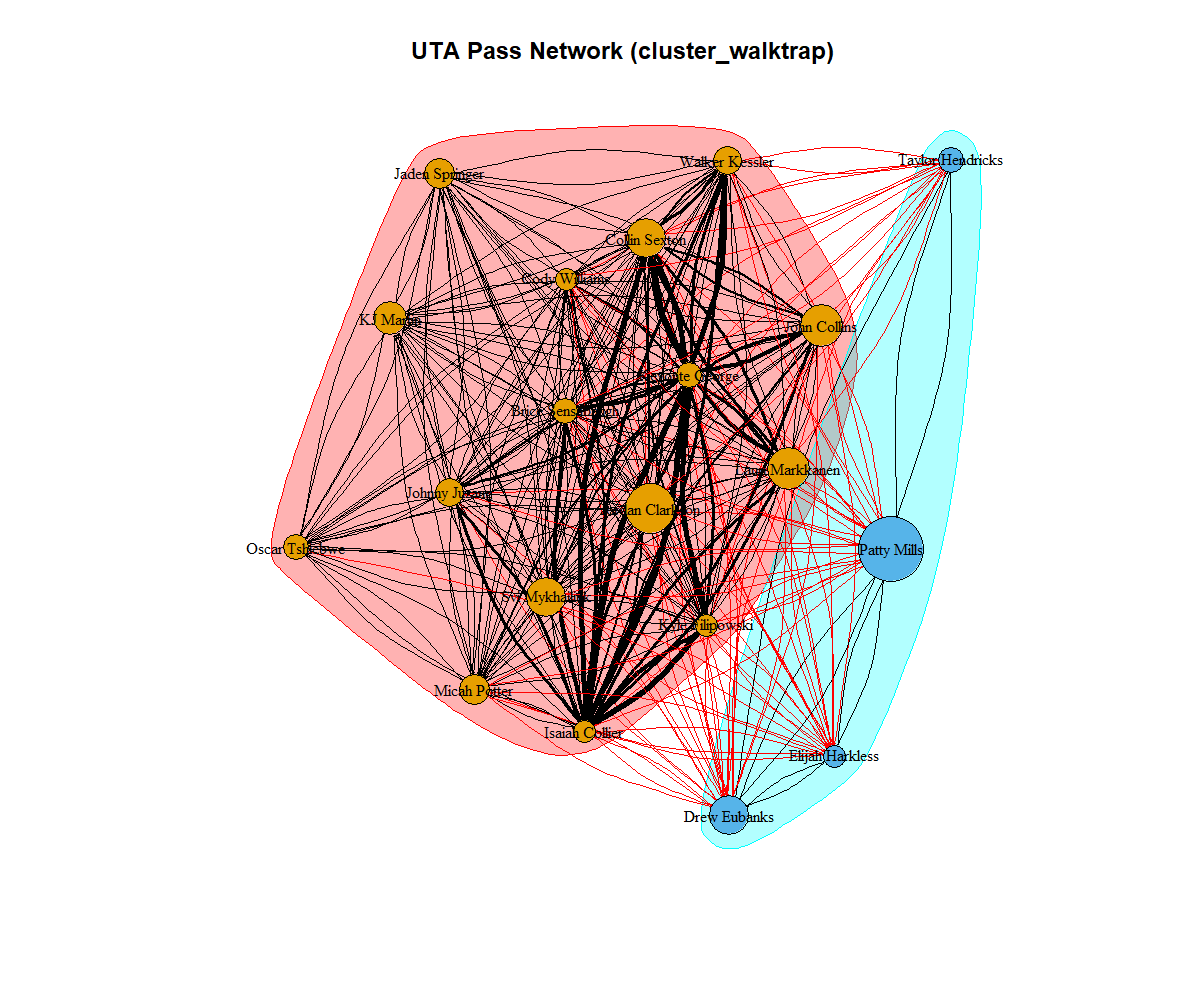 UTA Pass Network (cluster_walktrap)
Taylor Hendricks
Walker Kessler
Jaden Springer
Collin Sexton
Cody Williams
KJ Martin
John Collins
Keyonte George
Brice Sensabaugh
Lauri Markkanen
Johnny Juzang
Jordan Clarkson
Oscar Tshiebwe
Patty Mills
Svi Mykhailiuk
Kyle Filipowski
Micah Potter
Isaiah Collier
Elijah Harkless
Drew Eubanks